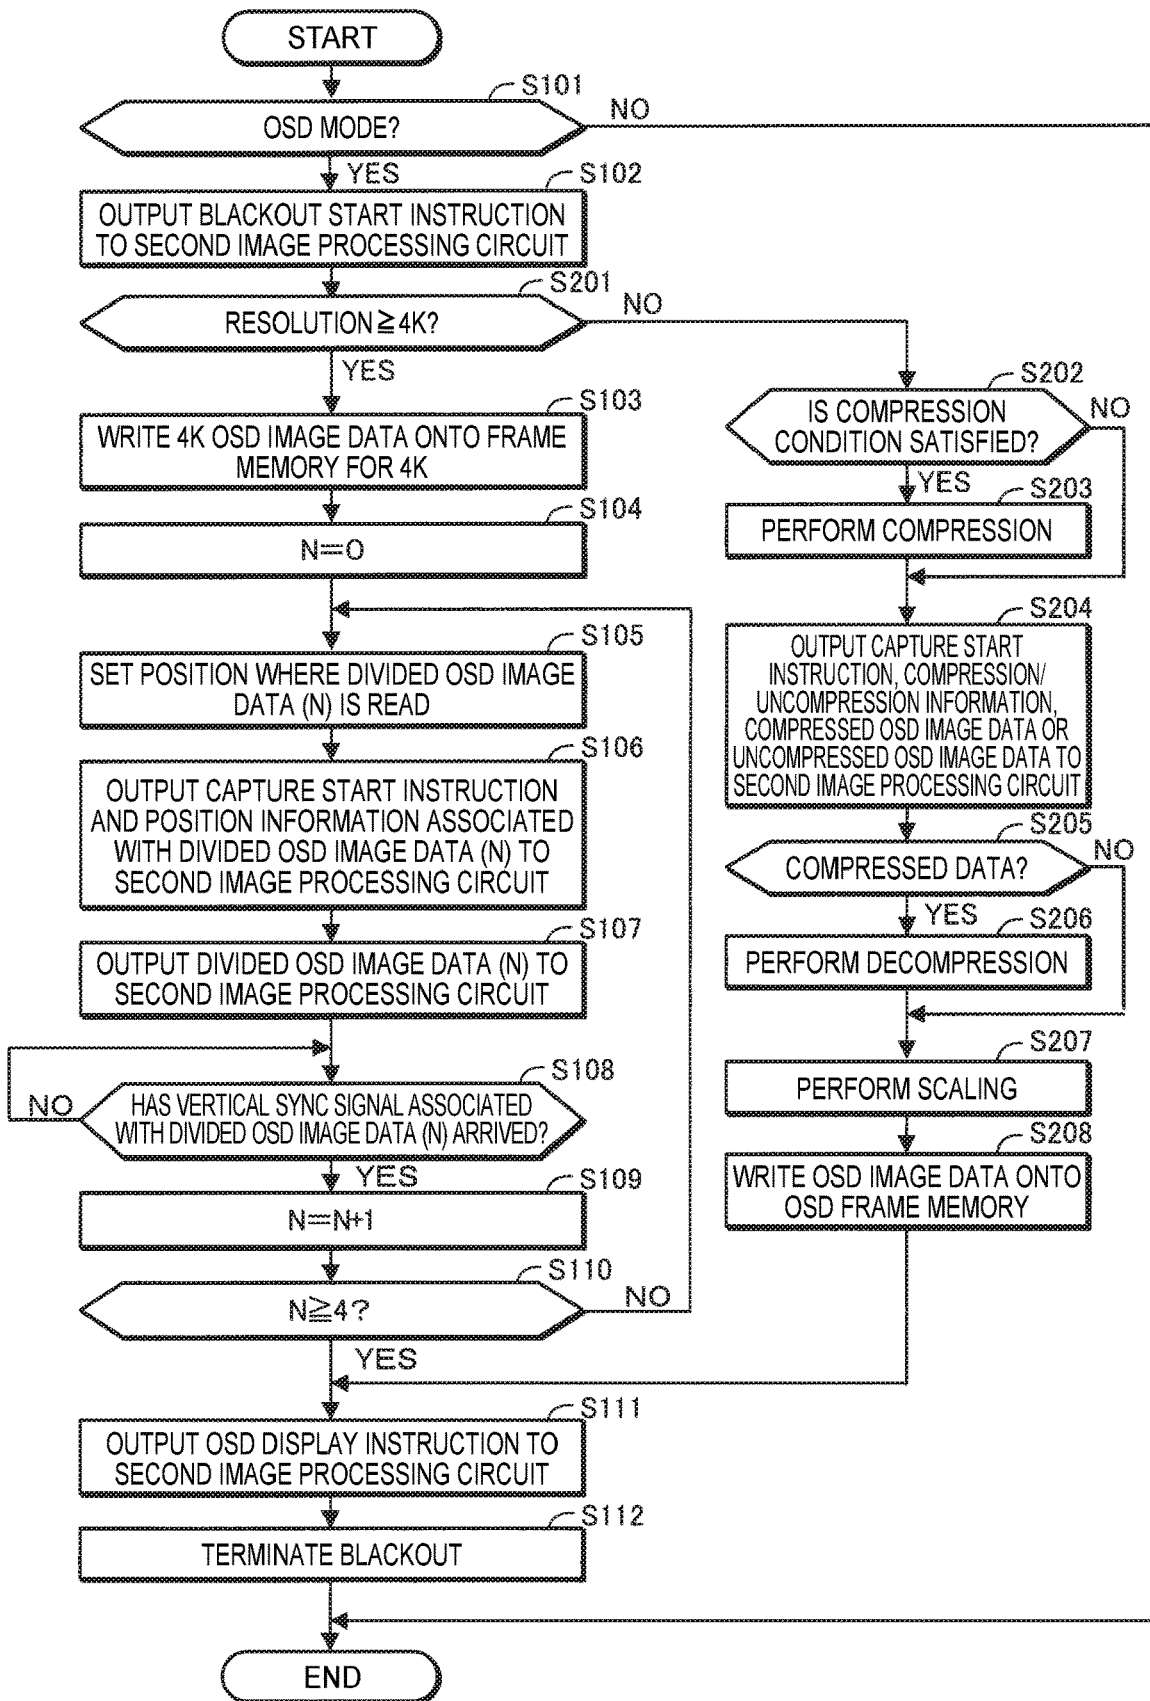 START
S101
OSD MODE?
NO
YES
S102
OUTPUT BLACKOUT START INSTRUCTION
TO SECOND IMAGE PROCESSING CIRCUIT
S201
RESOLUTION≧4K?
NO
YES
S103
WRITE 4K OSD IMAGE DATA ONTO FRAME
MEMORY FOR 4K
S104
N=0
S105
SET POSITION WHERE DIVIDED OSD IMAGE
DATA (N) IS READ
S106
OUTPUT CAPTURE START INSTRUCTION
AND POSITION INFORMATION ASSOCIATED
WITH DIVIDED OSD IMAGE DATA (N) TO
SECOND IMAGE PROCESSING CIRCUIT
S107
OUTPUT DIVIDED OSD IMAGE DATA (N) TO
SECOND IMAGE PROCESSING CIRCUIT
S108
NO
HAS VERTICAL SYNC SIGNAL ASSOCIATED
WITH DIVIDED OSD IMAGE DATA (N) ARRIVED?
YES
S109
N=N+1
S110
N≧4?
NO
YES
S202
IS COMPRESSION
CONDITION SATISFIED?
NO
YES
S203
PERFORM COMPRESSION
S204
OUTPUT CAPTURE START
INSTRUCTION, COMPRESSION/
UNCOMPRESSION INFORMATION,
COMPRESSED OSD IMAGE DATA OR
UNCOMPRESSED OSD IMAGE DATA TO
SECOND IMAGE PROCESSING CIRCUIT
S205
COMPRESSED DATA?
NO
YES
S206
PERFORM DECOMPRESSION
S207
PERFORM SCALING
S208
WRITE OSD IMAGE DATA ONTO
OSD FRAME MEMORY
S111
OUTPUT OSD DISPLAY INSTRUCTION TO
SECOND IMAGE PROCESSING CIRCUIT
S112
TERMINATE BLACKOUT
END